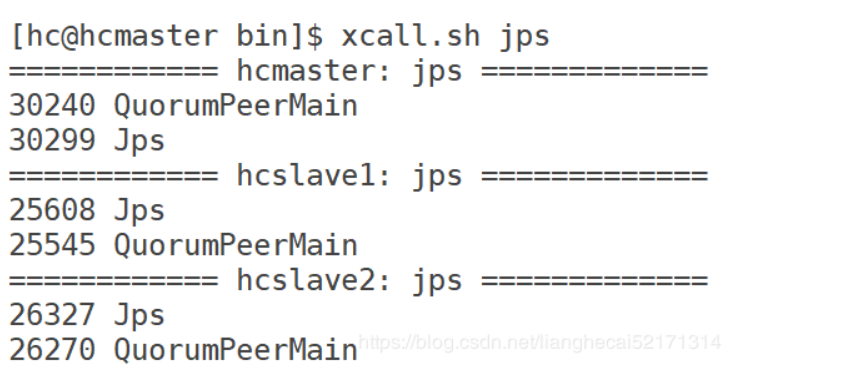 [hc@hcmaster bin]$ xcall.sh jps
============ hcmaster: jps =============
30240 QuorumPeerMain
30299 Jps
============ hcslave1: jps =============
25608 Jps
25545 QuorumPeerMain
============ hcslave2: jps =============
26327 Jps
26270 QuorumPeerMain
https://blog.csdn.net/lianghecai52171314